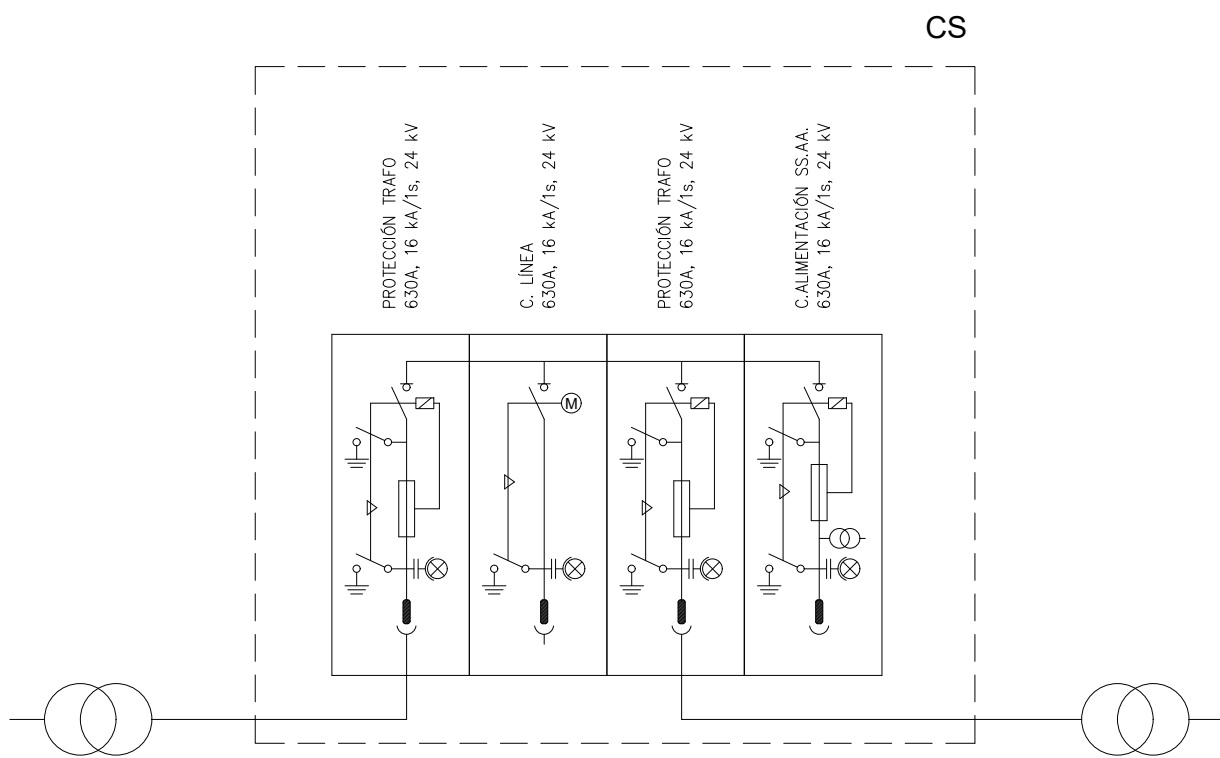 CS
PROTECCIÓN TRAFO
630A, 16 kA/1s, 24 kV
C. LÍNEA
630A, 16 kA/1s, 24 kV
PROTECCIÓN TRAFO
630A, 16 kA/1s, 24 kV
C.ALIMENTACIÓN SS.AA.
630A, 16 kA/1s, 24 kV
M